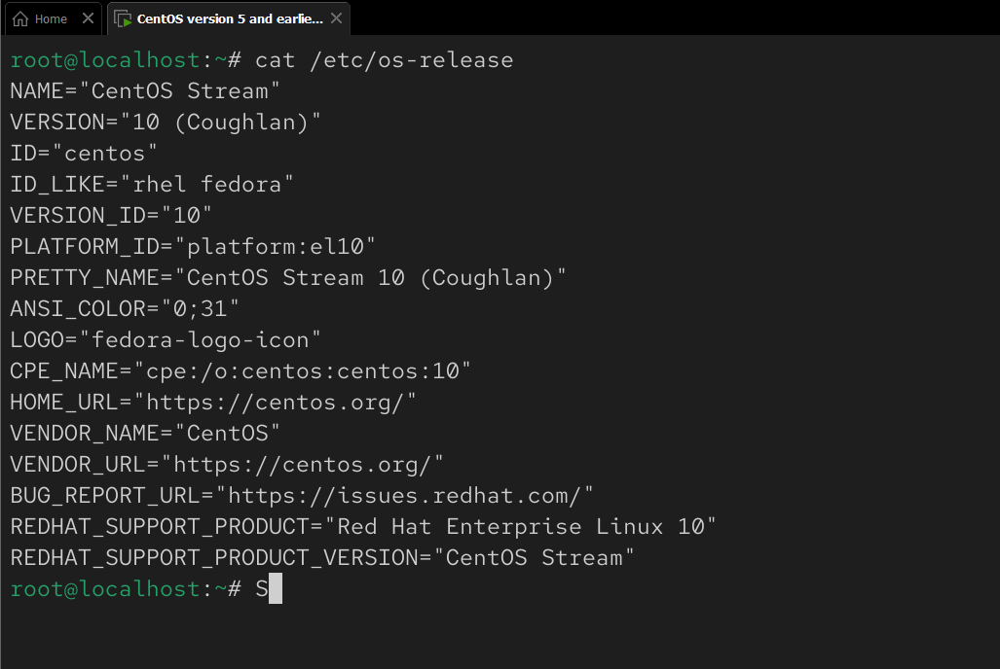 Home
CentOS version 5 and earlie...
root@localhost:~# cat /etc/os-release
NAME="CentOS Stream"
VERSION="10 (Coughlan)"
ID="centos"
ID_LIKE="rhel fedora"
VERSION_ID="10"
PLATFORM_ID="platform:el10"
PRETTY_NAME="CentOS Stream 10 (Coughlan)"
ANSI_COLOR="0;31"
LOGO="fedora-logo-icon"
CPE_NAME="cpe:/o:centos:centos:10"
HOME_URL="https://centos.org/"
VENDOR_NAME="CentOS"
VENDOR_URL="https://centos.org/"
BUG_REPORT_URL="https://issues.redhat.com/"
REDHAT_SUPPORT_PRODUCT="Red Hat Enterprise Linux 10"
REDHAT_SUPPORT_PRODUCT_VERSION="CentOS Stream"
root@localhost:~# S